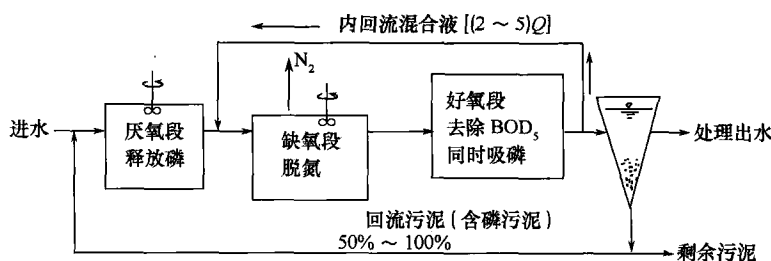 内回流混合液[(2～5)Q]
N₂
进水
厌氧段
释放磷
缺氧段
脱氮
好氧段
去除 BOD₅
同时吸磷
处理出水
回流污泥(含磷污泥)
50%～100%
剩余污泥